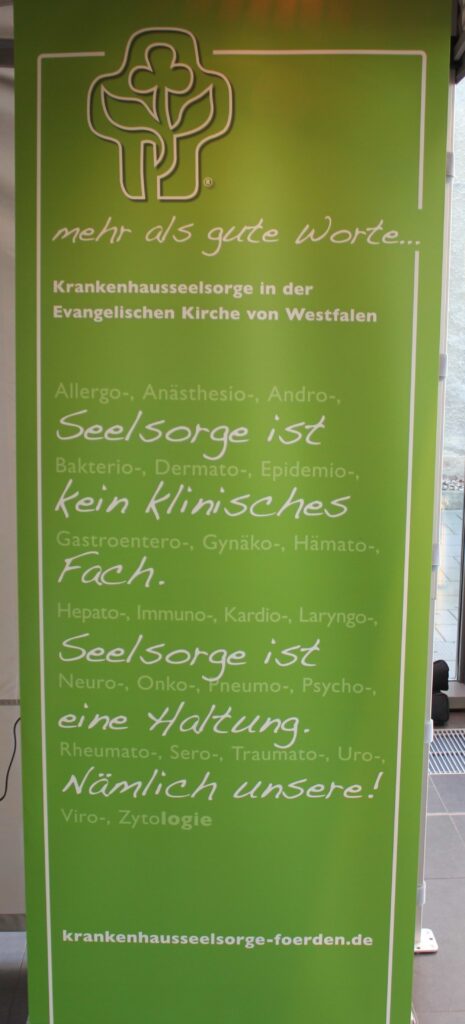 ®
mehr als gute Worte...
Krankenhausseelsorge in der
Evangelischen Kirche von Westfalen
Allergo-, Anästhesio-, Andro-,
Seelsorge ist
Bakterio-, Dermato-, Epidemio-,
kein klinisches
Gastroentero-, Gynäko-, Hämato-,
Fach.
Hepato-, Immuno-, Kardio-, Laryngo-,
Seelsorge ist
Neuro-, Onko-, Pneumo-, Psycho-,
eine Haltung.
Rheumato-, Sero-, Traumato-, Uro-,
Nämlich unsere!
Viro-, Zytologie
krankenhausseelsorge-foerden.de